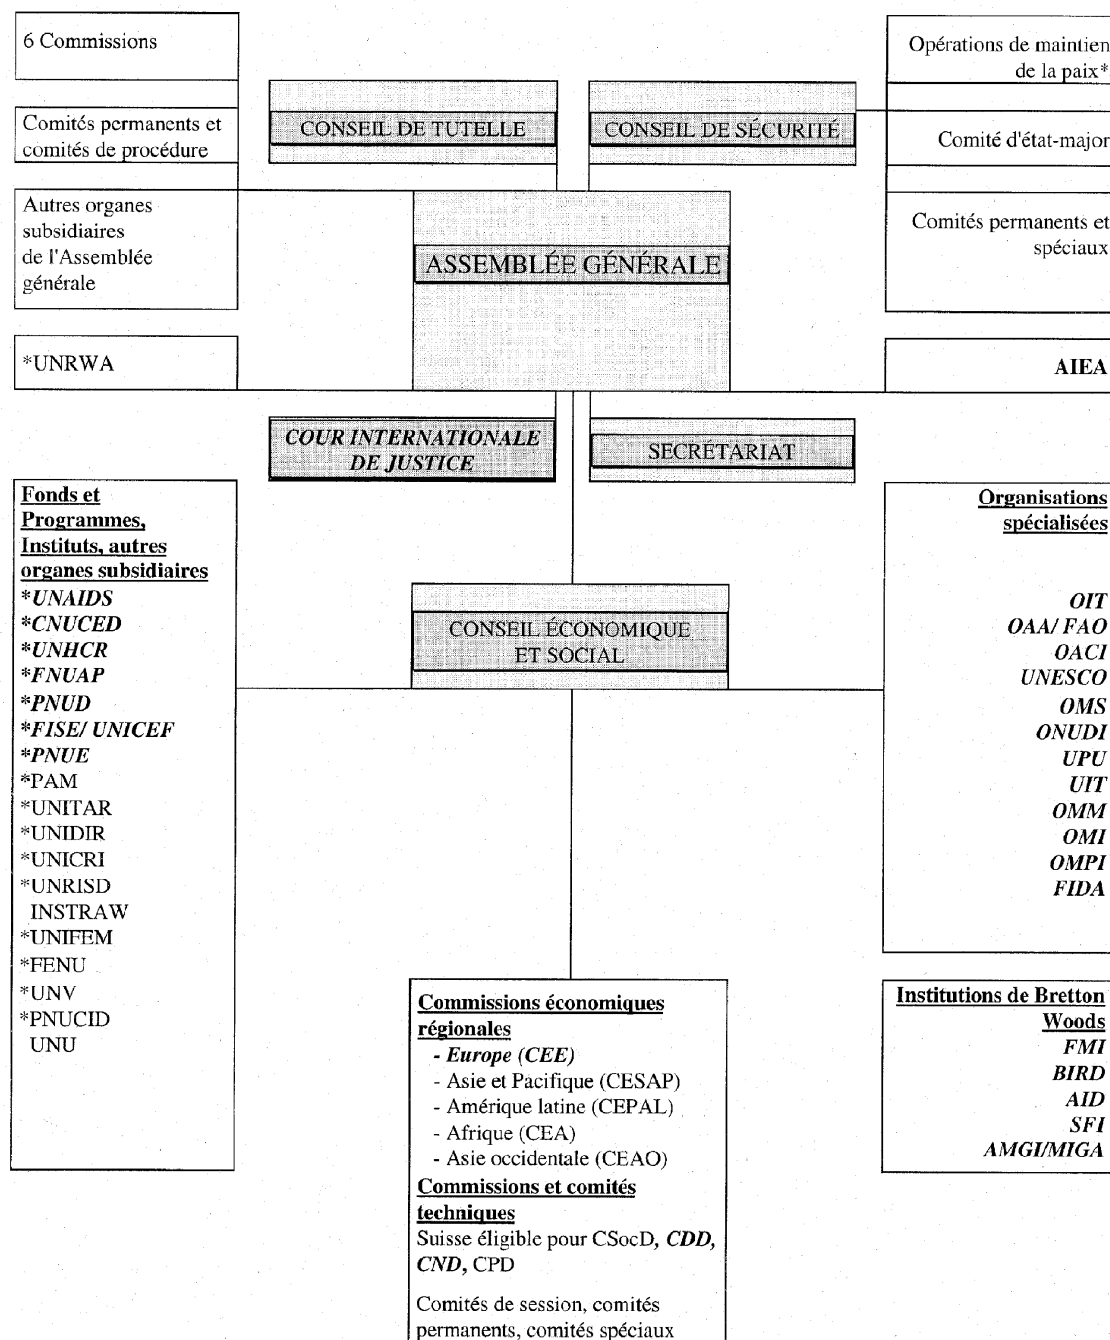 6 Commissions
Comités permanents et
comités de procédure
Autres organes
subsidiaires
de l'Assemblée
générale
*UNRWA
CONSEIL DE TUTELLE
CONSEIL DE SÉCURITÉ
Opérations de maintien
de la paix*
Comité d'état-major
Comités permanents et
spéciaux
AIEA
ASSEMBLÉE GÉNÉRALE
COUR INTERNATIONALE
DE JUSTICE
SECRÉTARIAT
Fonds et
Programmes,
Instituts, autres
organes subsidiaires
*UNAIDS
*CNUCED
*UNHCR
*FNUAP
*PNUD
*FISE/ UNICEF
*PNUE
*PAM
*UNITAR
*UNIDIR
*UNICRI
*UNRISD
INSTRAW
*UNIFEM
*FENU
*UNV
*PNUCID
UNU
CONSEIL ÉCONOMIQUE
ET SOCIAL
Organisations
spécialisées
OIT
OAA/ FAO
OACI
UNESCO
OMS
ONUDI
UPU
UIT
OMM
OMI
OMPI
FIDA
Commissions économiques
régionales
- Europe (CEE)
- Asie et Pacifique (CESAP)
- Amérique latine (CEPAL)
- Afrique (CEA)
- Asie occidentale (CEAO)
Commissions et comités
techniques
Suisse éligible pour CSocD, CDD,
CND, CPD
Comités de session, comités
permanents, comités spéciaux
Institutions de Bretton
Woods
FMI
BIRD
AID
SFI
AMGI/MIGA